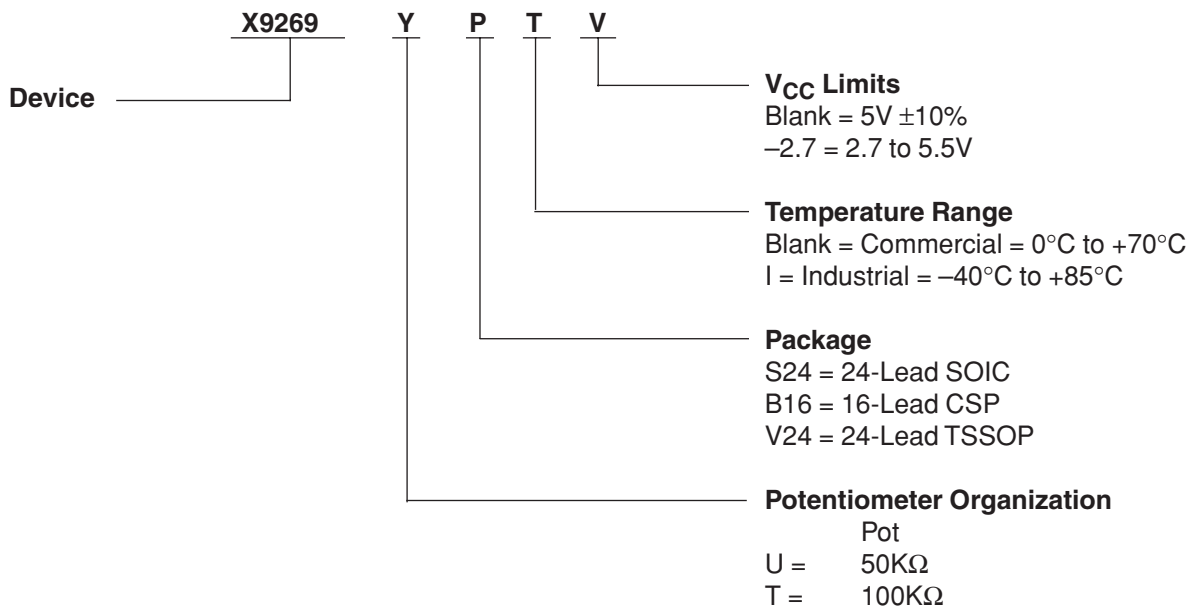 X9269 Y P T V
Device
VCC Limits
Blank = 5V ±10%
–2.7 = 2.7 to 5.5V
Temperature Range
Blank = Commercial = 0°C to +70°C
I = Industrial = –40°C to +85°C
Package
S24 = 24-Lead SOIC
B16 = 16-Lead CSP
V24 = 24-Lead TSSOP
Potentiometer Organization
Pot
U = 50KΩ
T = 100KΩ